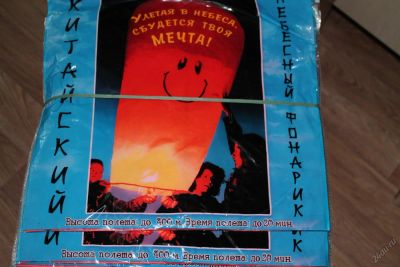 КИТАЙСКИЙ
УЛЕТАЯ В НЕБЕСА,
СБУДЕТСЯ ТВОЯ
МЕЧТА!
НЕБЕСНЫЙ ФОНАРИК
Высота полета: до 300 м. Время полета: до 20 мин.
Высота полета: до 300 м. Время полета: до 20 мин.